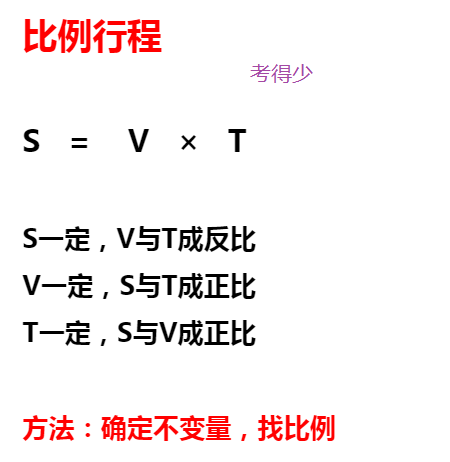 比例行程
考得少
S = V × T
S一定，V与T成反比
V一定，S与T成正比
T一定，S与V成正比
方法：确定不变量，找比例